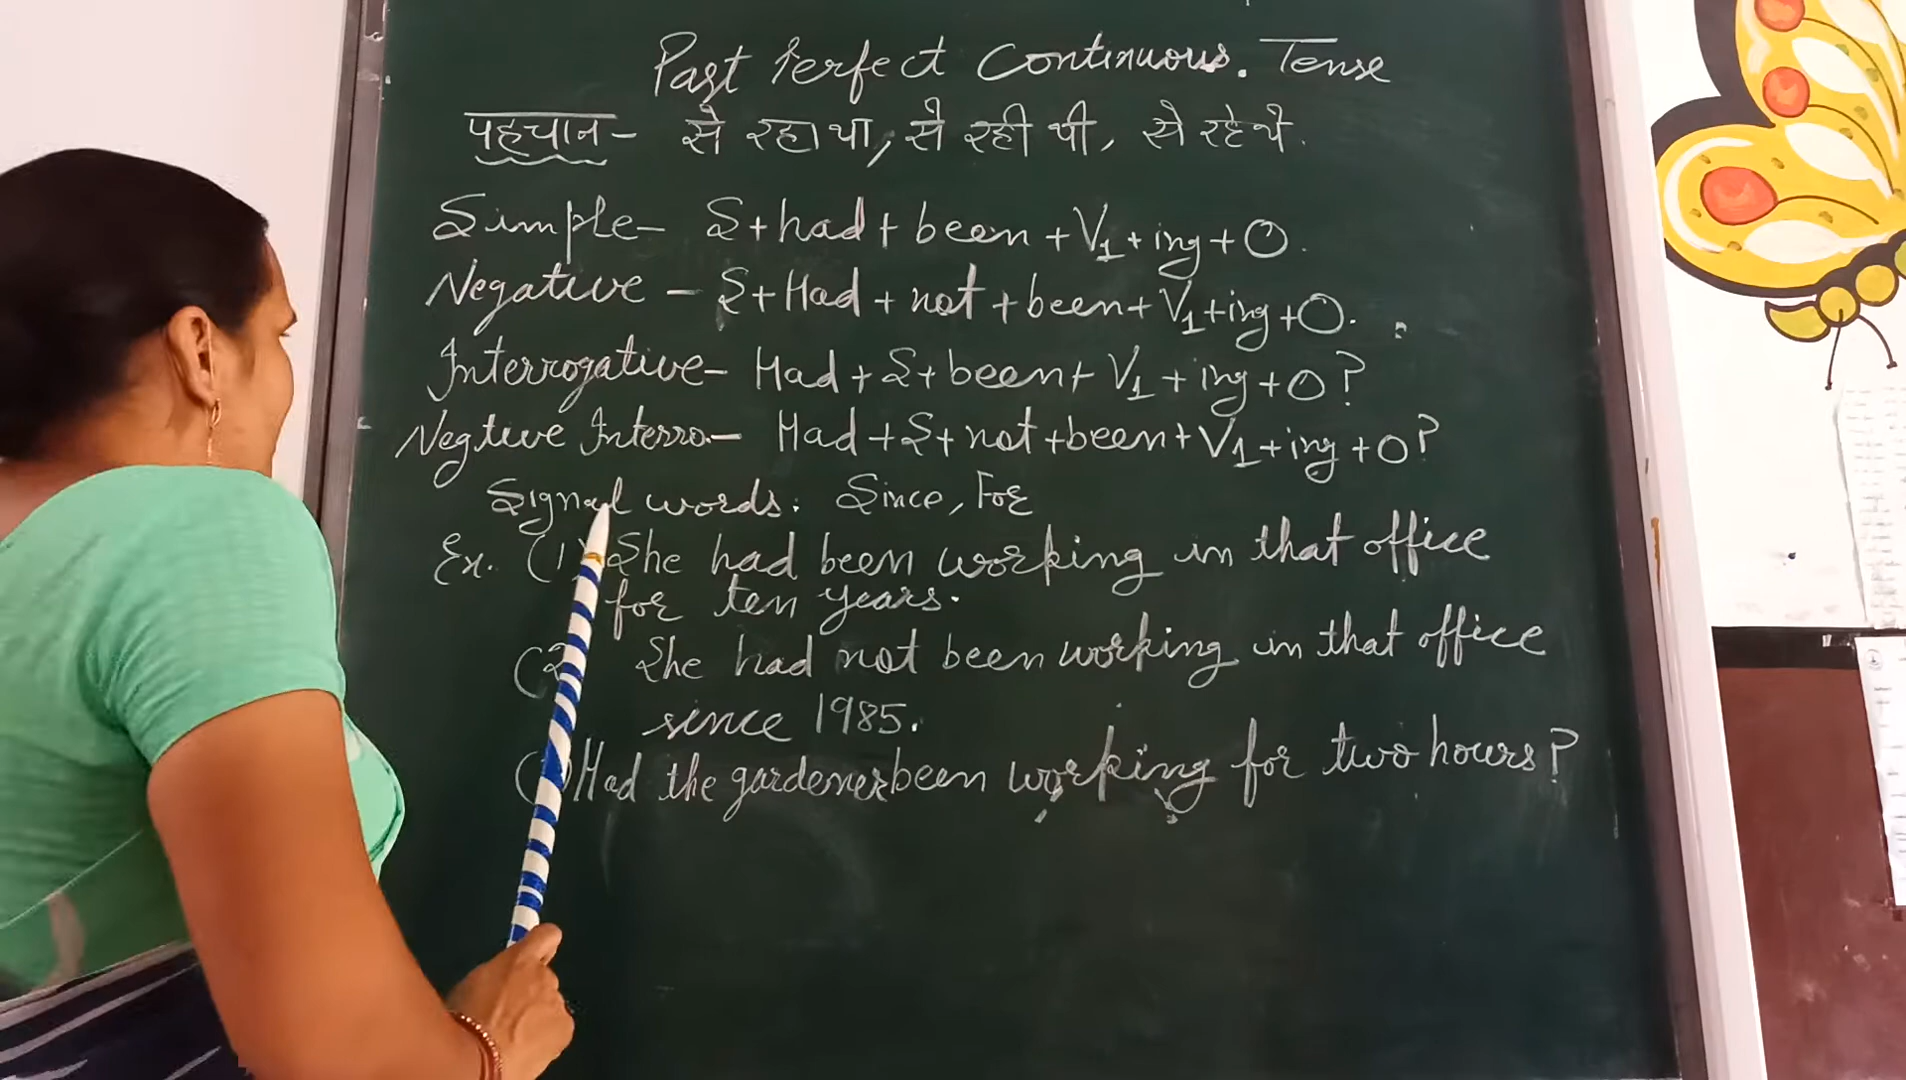 Past Perfect Continuous. Tense
पहचान - से रहा था, से रही थी, से रहे थे.
Simple - S+had+been+V1+ing+O.
Negative - S+Had+not+been+V1+ing+O.
Interrogative - Had+S+been+V1+ing+O?
Negtive Interro.- Had+S+not+been+V1+ing+O?
Signal words: Since, For
Ex. (1) She had been working in that office
for ten years.
(2 She had not been working in that office
since 1985.
( ) Had the gardener been working for two hours?